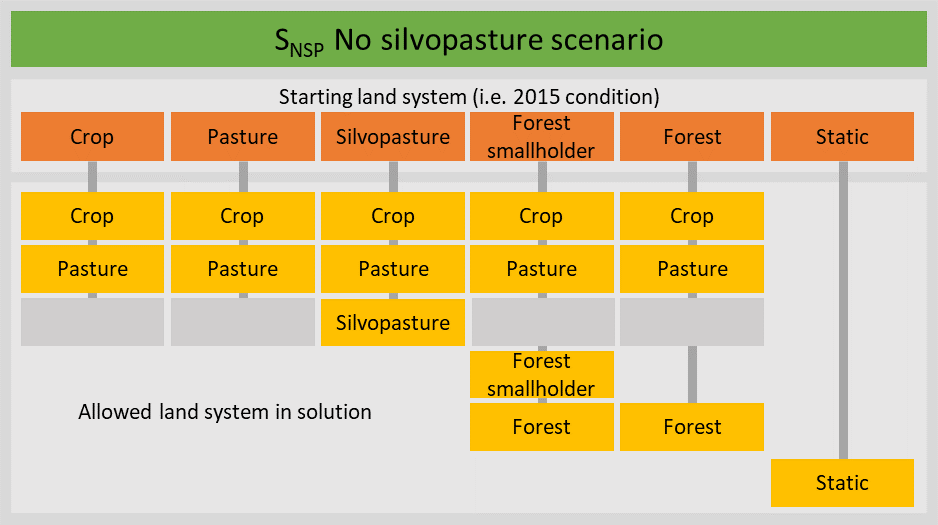 S_NSP No silvopasture scenario
Starting land system (i.e. 2015 condition)
Crop
Pasture
Silvopasture
Forest
smallholder
Forest
Static
Crop
Crop
Crop
Crop
Crop
Pasture
Pasture
Pasture
Pasture
Pasture
Silvopasture
Forest
smallholder
Allowed land system in solution
Forest
Forest
Static